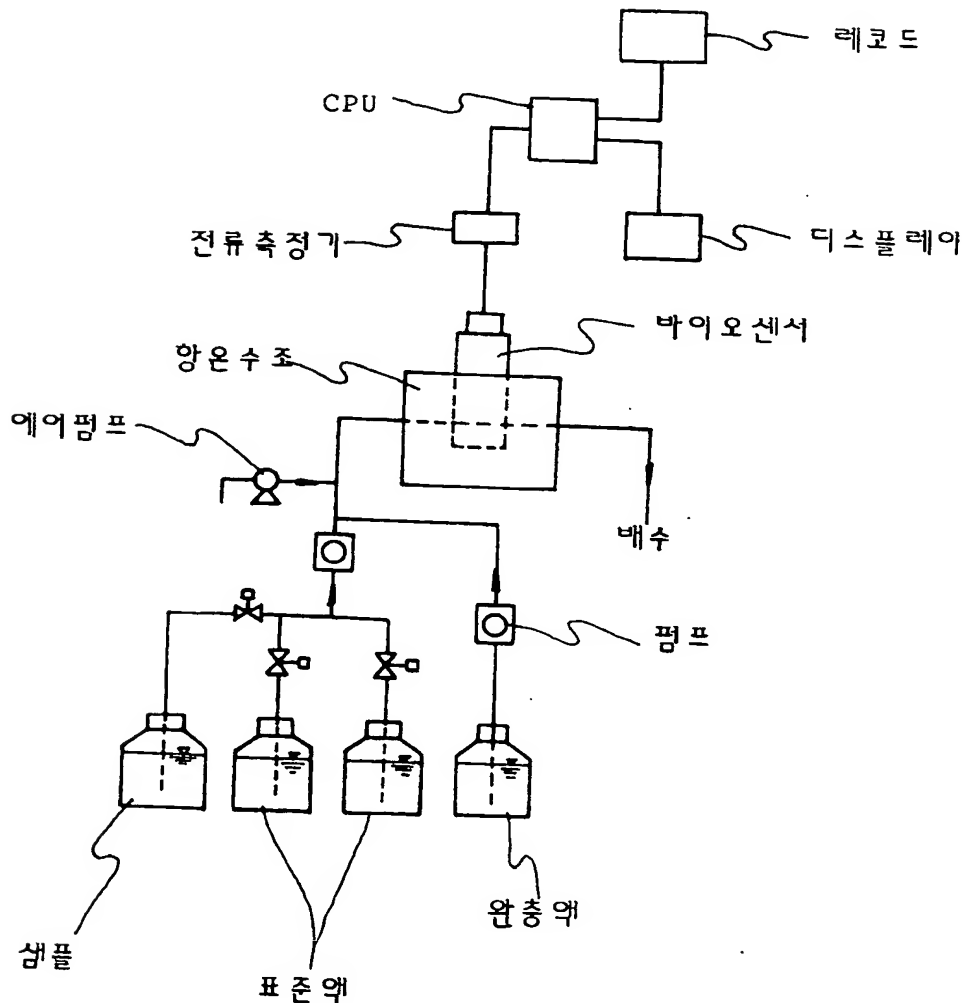 레코드
CPU
전류측정기
디스플레이
바이오센서
항온수조
에어펌프
배수
펌프
완충액
샘플
표준액